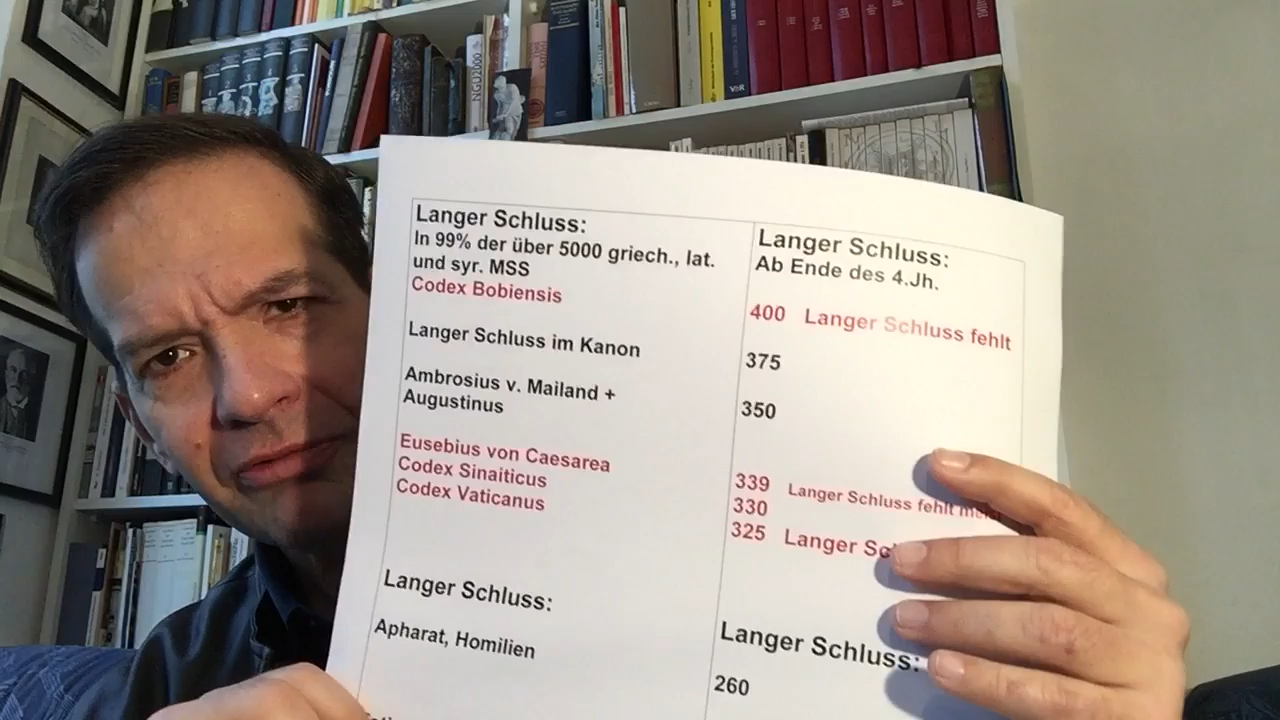 Langer Schluss:
In 99% der über 5000 griech., lat.
und syr. MSS
Codex Bobiensis
Langer Schluss im Kanon
Ambrosius v. Mailand +
Augustinus
Eusebius von Caesarea
Codex Sinaiticus
Codex Vaticanus
Langer Schluss:
Apharat, Homilien
Langer Schluss:
Ab Ende des 4.Jh.
400 Langer Schluss fehlt
375
350
339 Langer Schluss fehlt
330
325 Langer
Langer Schluss:
260
NGÜ2000
V&R